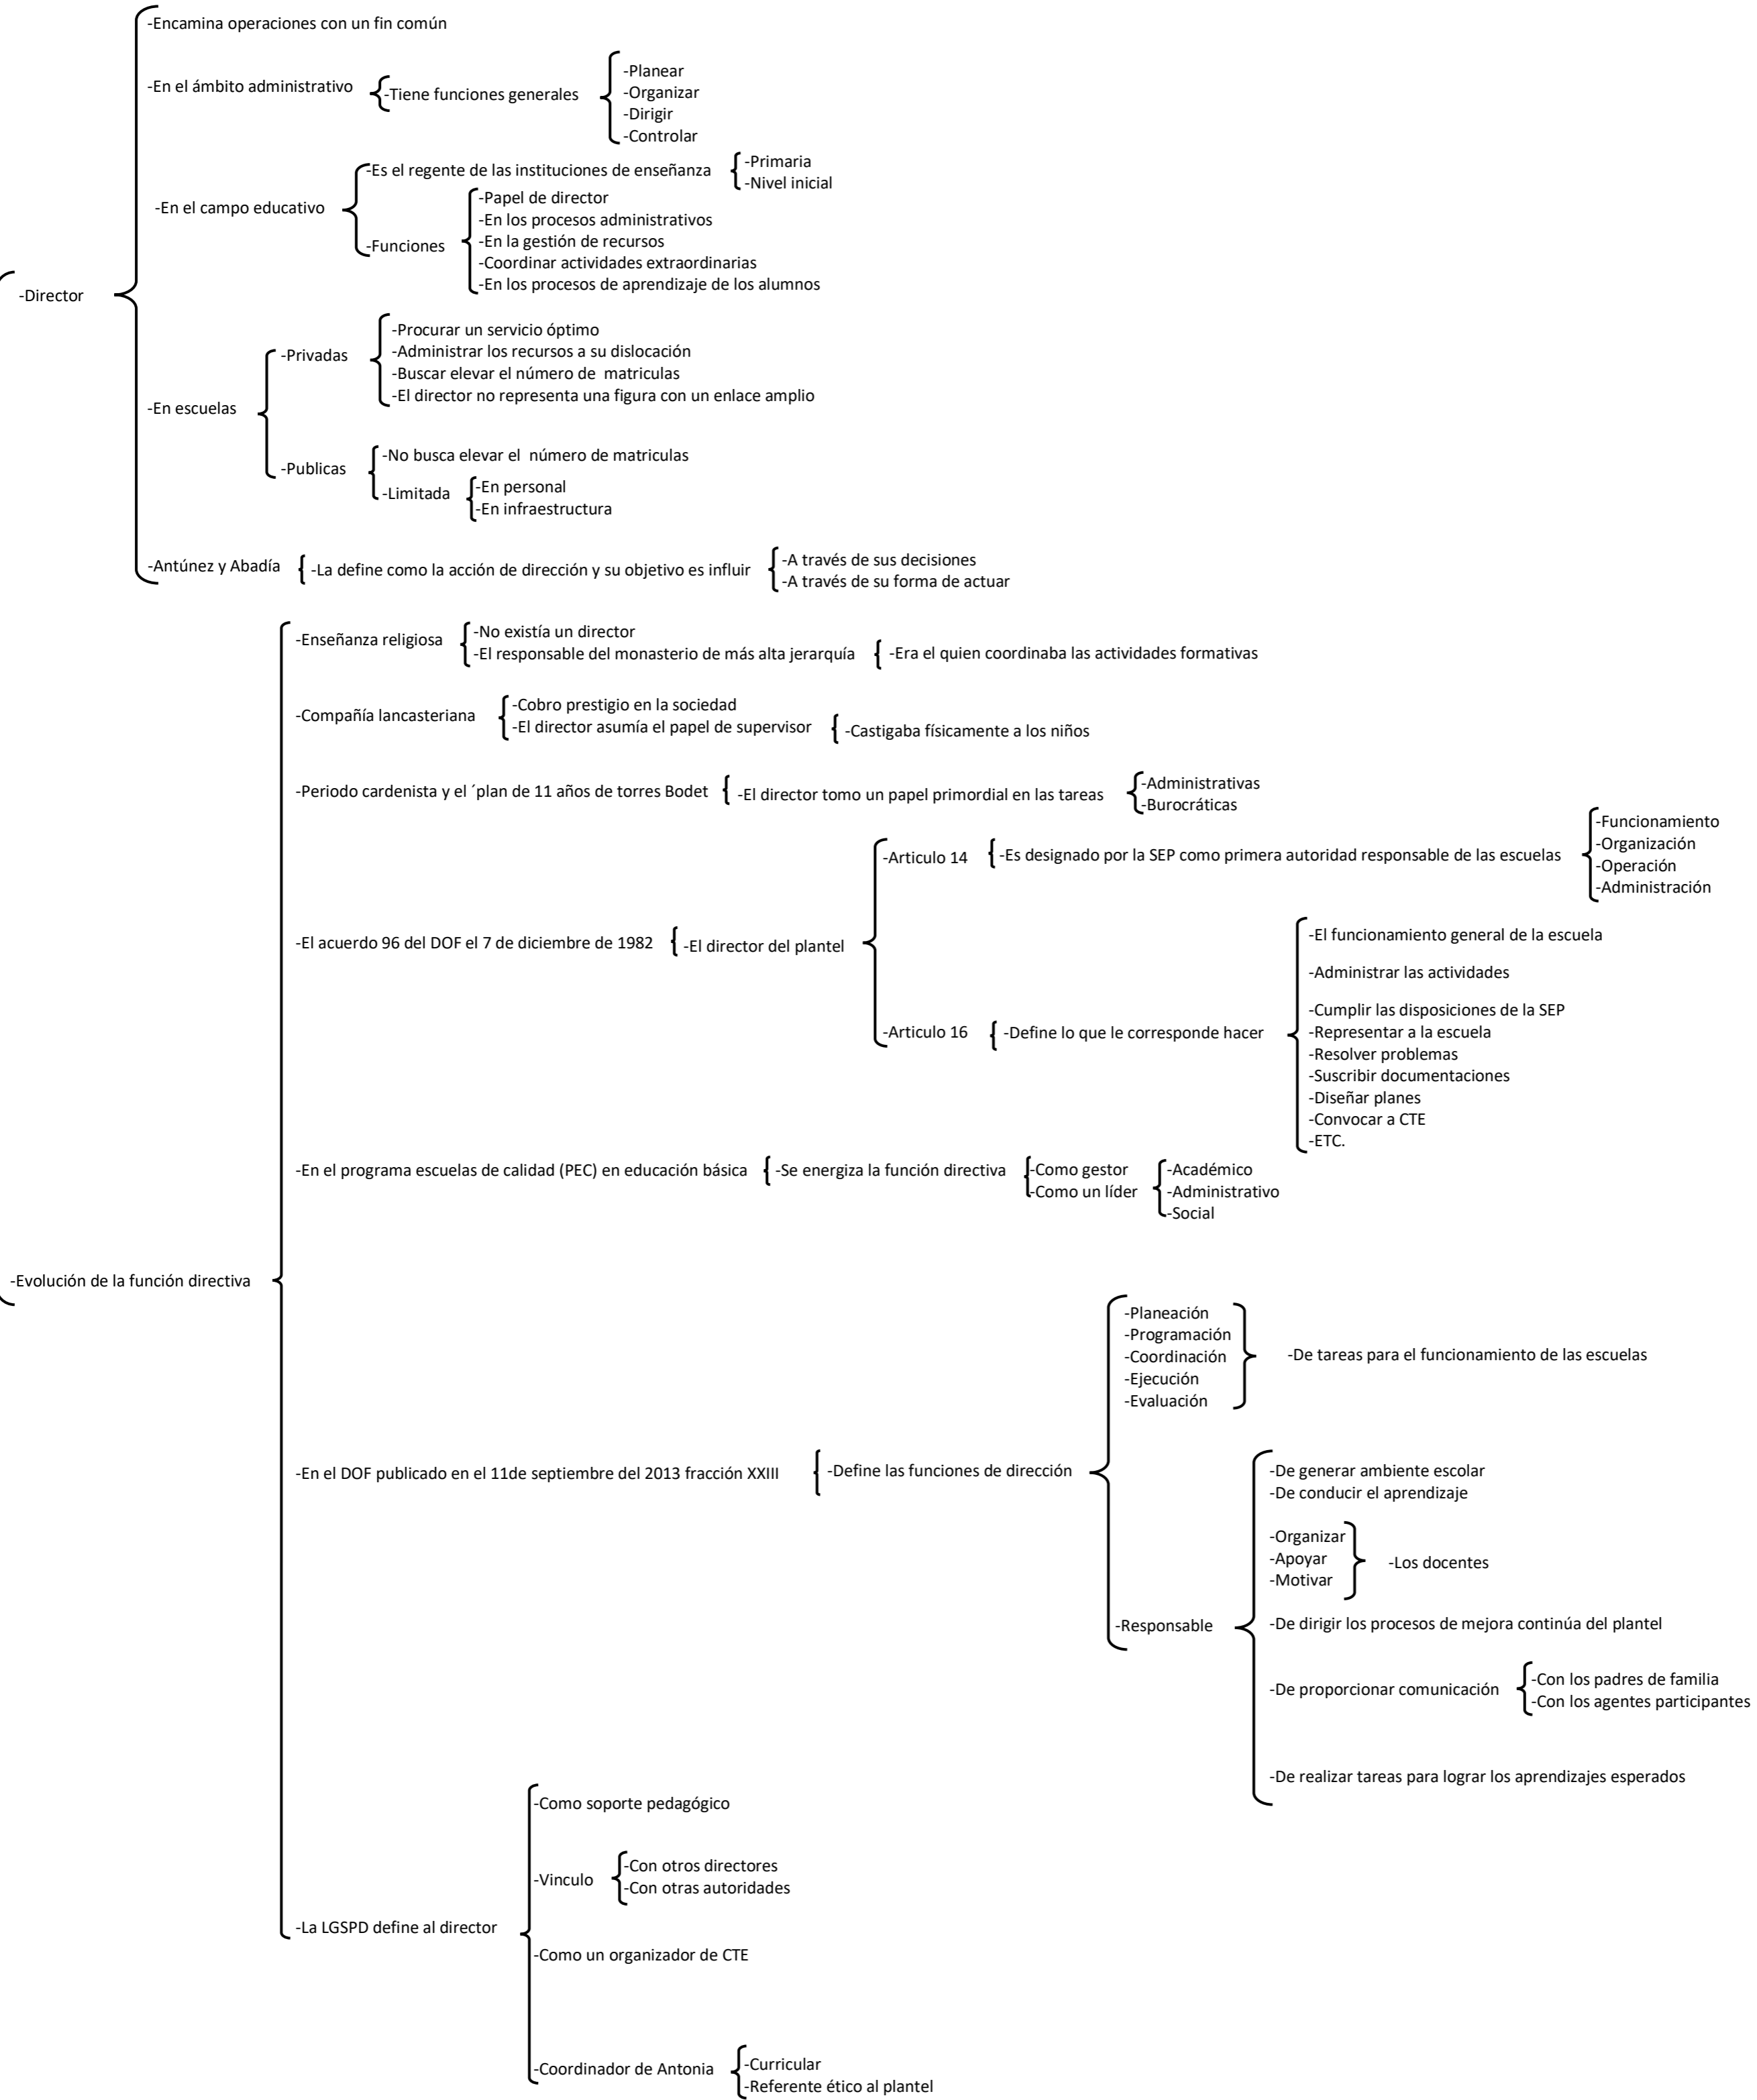 -Director
-Encamina operaciones con un fin común
-En el ámbito administrativo
-Tiene funciones generales
-Planear
-Organizar
-Dirigir
-Controlar
-En el campo educativo
-Es el regente de las instituciones de enseñanza
-Primaria
-Nivel inicial
-Funciones
-Papel de director
-En los procesos administrativos
-En la gestión de recursos
-Coordinar actividades extraordinarias
-En los procesos de aprendizaje de los alumnos
-En escuelas
-Privadas
-Procurar un servicio óptimo
-Administrar los recursos a su dislocación
-Buscar elevar el número de  matriculas
-El director no representa una figura con un enlace amplio
-Publicas
-No busca elevar el  número de matriculas
-Limitada
-En personal
-En infraestructura
-Antúnez y Abadía
-La define como la acción de dirección y su objetivo es influir
-A través de sus decisiones
-A través de su forma de actuar
-Evolución de la función directiva
-Enseñanza religiosa
-No existía un director
-El responsable del monasterio de más alta jerarquía
-Era el quien coordinaba las actividades formativas
-Compañía lancasteriana
-Cobro prestigio en la sociedad
-El director asumía el papel de supervisor
-Castigaba físicamente a los niños
-Periodo cardenista y el ´plan de 11 años de torres Bodet
-El director tomo un papel primordial en las tareas
-Administrativas
-Burocráticas
-El acuerdo 96 del DOF el 7 de diciembre de 1982
-El director del plantel
-Articulo 14
-Es designado por la SEP como primera autoridad responsable de las escuelas
-Funcionamiento
-Organización
-Operación
-Administración
-Articulo 16
-Define lo que le corresponde hacer
-El funcionamiento general de la escuela
-Administrar las actividades
-Cumplir las disposiciones de la SEP
-Representar a la escuela
-Resolver problemas
-Suscribir documentaciones
-Diseñar planes
-Convocar a CTE
-ETC.
-En el programa escuelas de calidad (PEC) en educación básica
-Se energiza la función directiva
-Como gestor
-Como un líder
-Académico
-Administrativo
-Social
-En el DOF publicado en el 11de septiembre del 2013 fracción XXIII
-Define las funciones de dirección
-Planeación
-Programación
-Coordinación
-Ejecución
-Evaluación
-De tareas para el funcionamiento de las escuelas
-Responsable
-De generar ambiente escolar
-De conducir el aprendizaje
-Organizar
-Apoyar
-Motivar
-Los docentes
-De dirigir los procesos de mejora continúa del plantel
-De proporcionar comunicación
-Con los padres de familia
-Con los agentes participantes
-De realizar tareas para lograr los aprendizajes esperados
-La LGSPD define al director
-Como soporte pedagógico
-Vinculo
-Con otros directores
-Con otras autoridades
-Como un organizador de CTE
-Coordinador de Antonia
-Curricular
-Referente ético al plantel